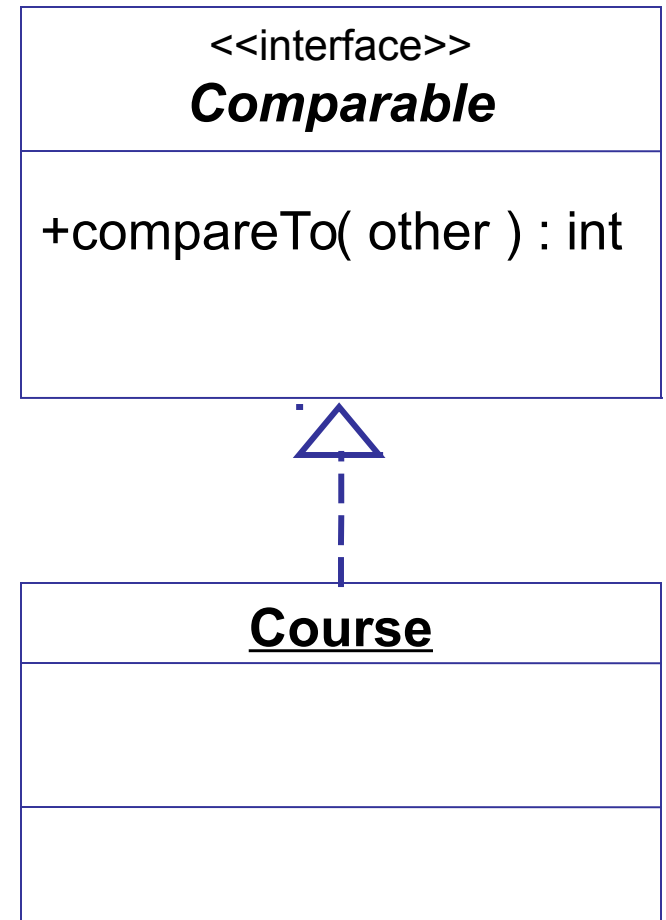 <<interface>>
Comparable
+compareTo( other ) : int
Course